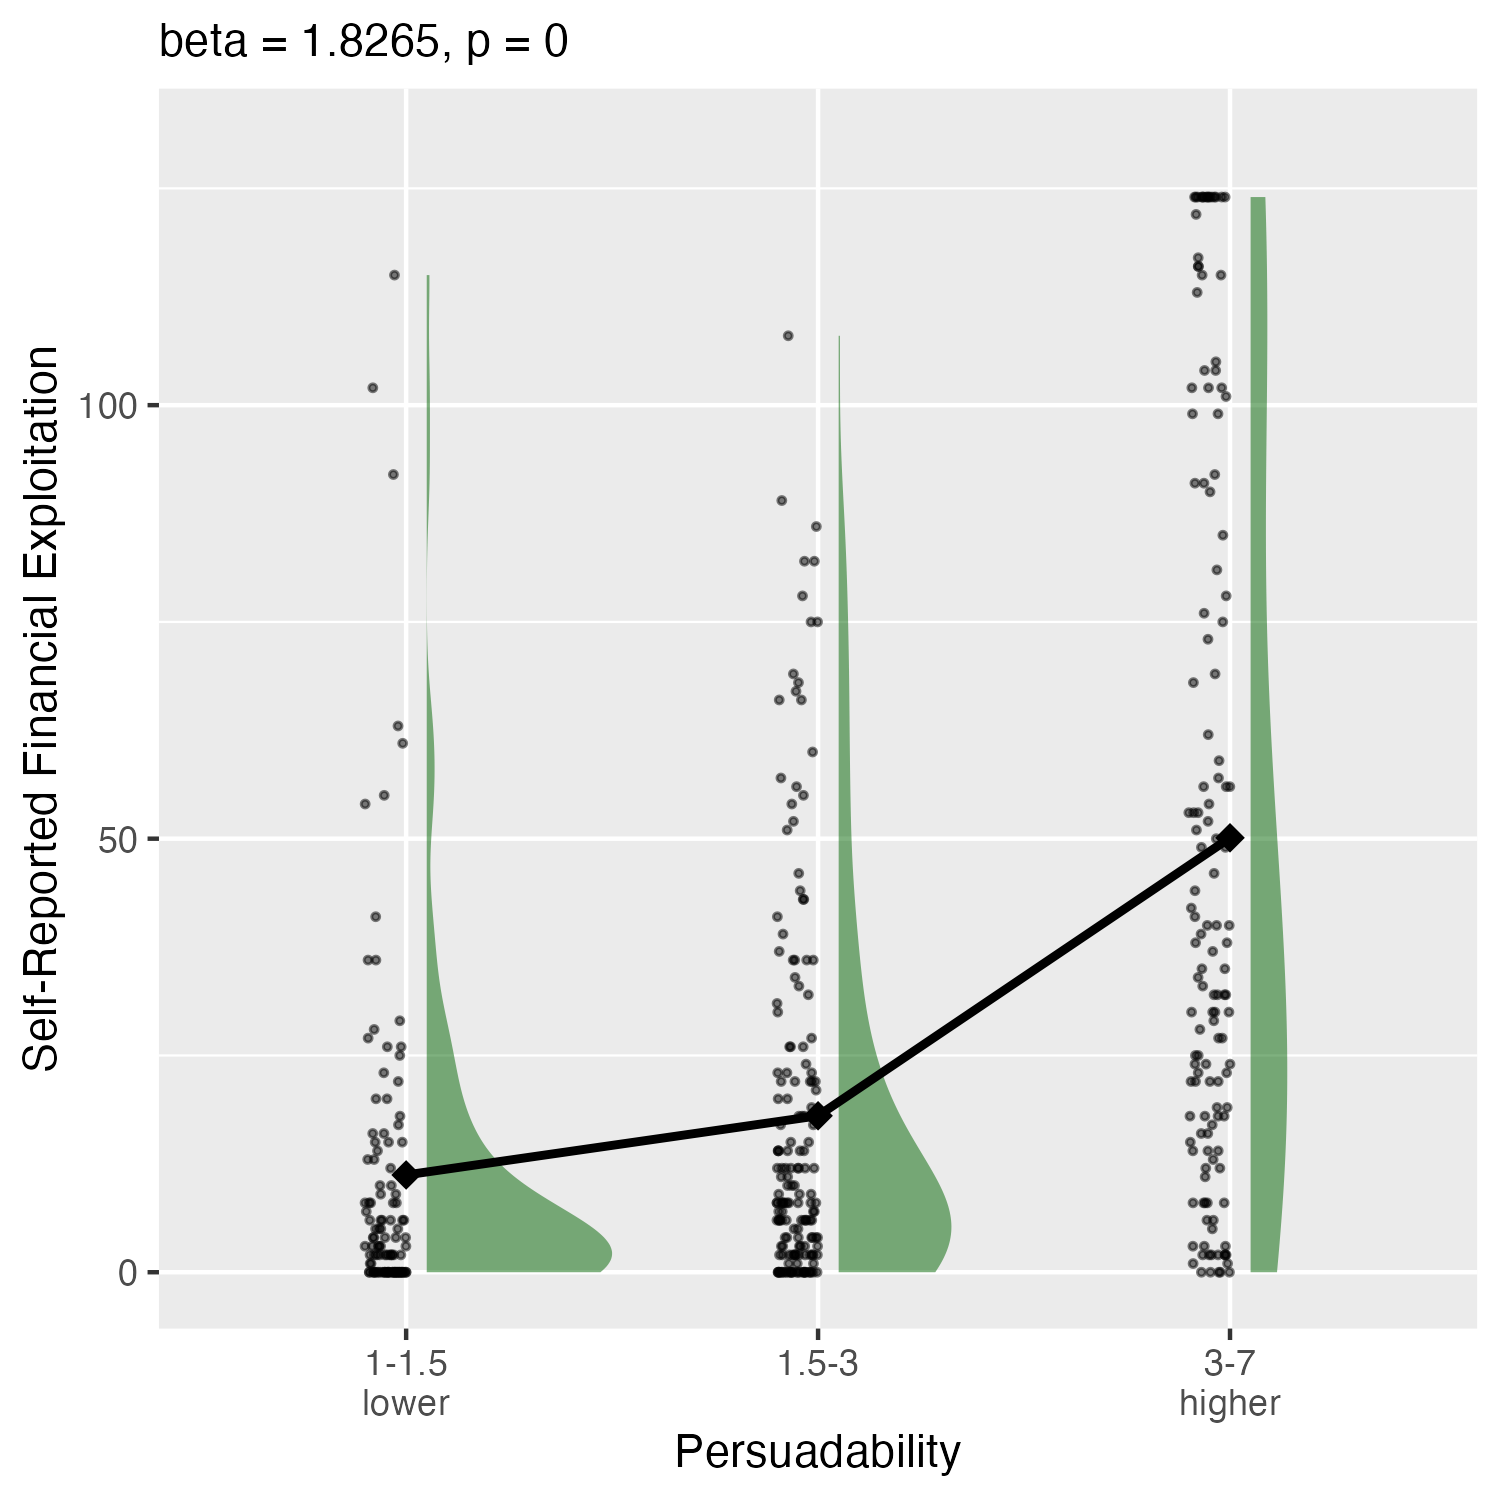 beta = 1.8265, p = 0
Self-Reported Financial Exploitation
100
50
0
1-1.5
lower
1.5-3
3-7
higher
Persuadability